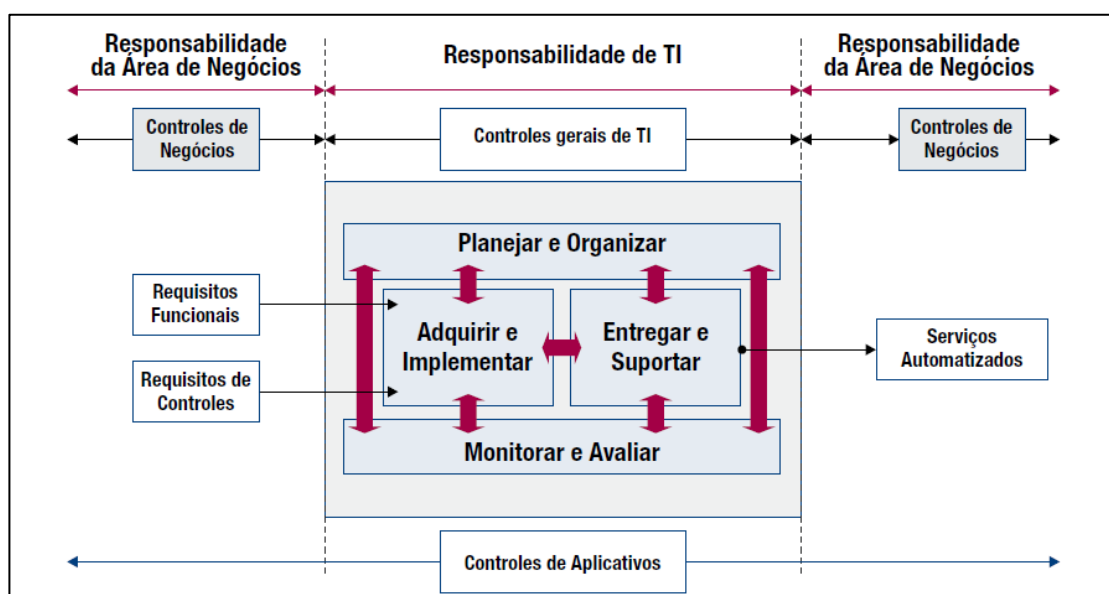 Responsabilidade
da Área de Negócios
Responsabilidade de TI
Responsabilidade
da Área de Negócios
Controles de
Negócios
Controles gerais de TI
Controles de
Negócios
Planejar e Organizar
Requisitos
Funcionais
Adquirir e
Implementar
Entregar e
Suportar
Serviços
Automatizados
Requisitos de
Controles
Monitorar e Avaliar
Controles de Aplicativos